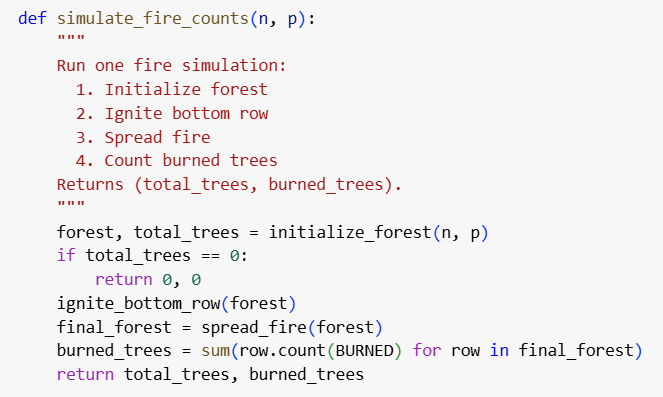 def simulate_fire_counts(n, p):
    """
    Run one fire simulation:
      1. Initialize forest
      2. Ignite bottom row
      3. Spread fire
      4. Count burned trees
    Returns (total_trees, burned_trees).
    """
    forest, total_trees = initialize_forest(n, p)
    if total_trees == 0:
        return 0, 0
    ignite_bottom_row(forest)
    final_forest = spread_fire(forest)
    burned_trees = sum(row.count(BURNED) for row in final_forest)
    return total_trees, burned_trees